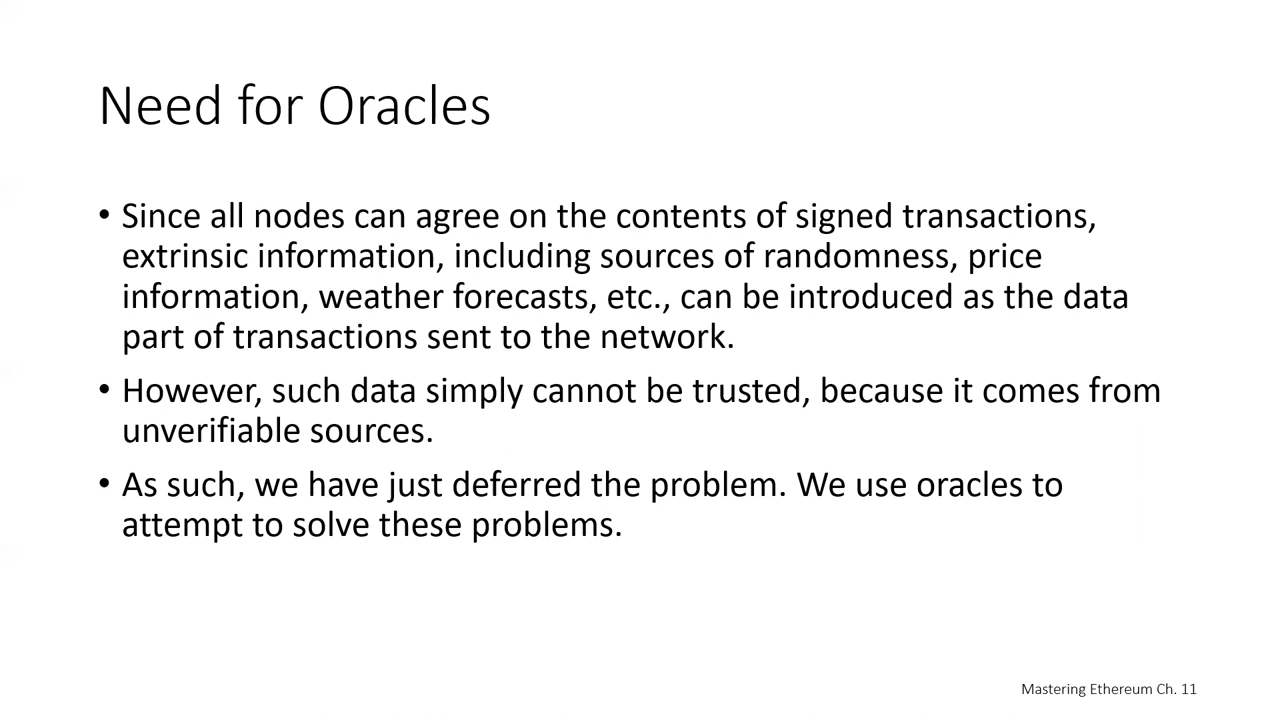 Need for Oracles
• Since all nodes can agree on the contents of signed transactions,
extrinsic information, including sources of randomness, price
information, weather forecasts, etc., can be introduced as the data
part of transactions sent to the network.
• However, such data simply cannot be trusted, because it comes from
unverifiable sources.
• As such, we have just deferred the problem. We use oracles to
attempt to solve these problems.
Mastering Ethereum Ch. 11